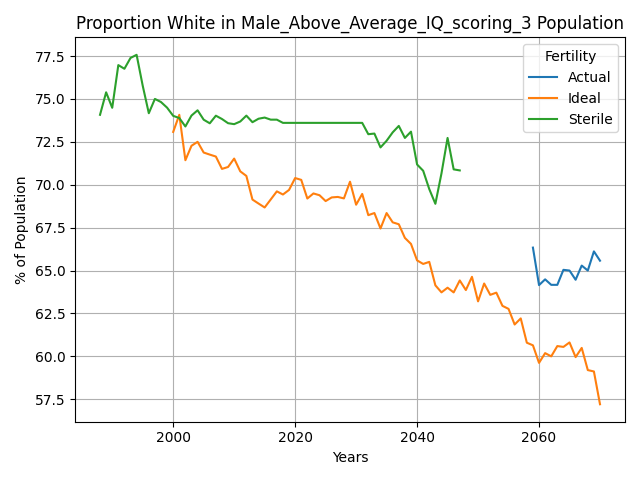 Proportion White in Male_Above_Average_IQ_scoring_3 Population
% of Population
77.5
75.0
72.5
70.0
67.5
65.0
62.5
60.0
57.5
Fertility
Actual
Ideal
Sterile
2000
2020
2040
2060
Years